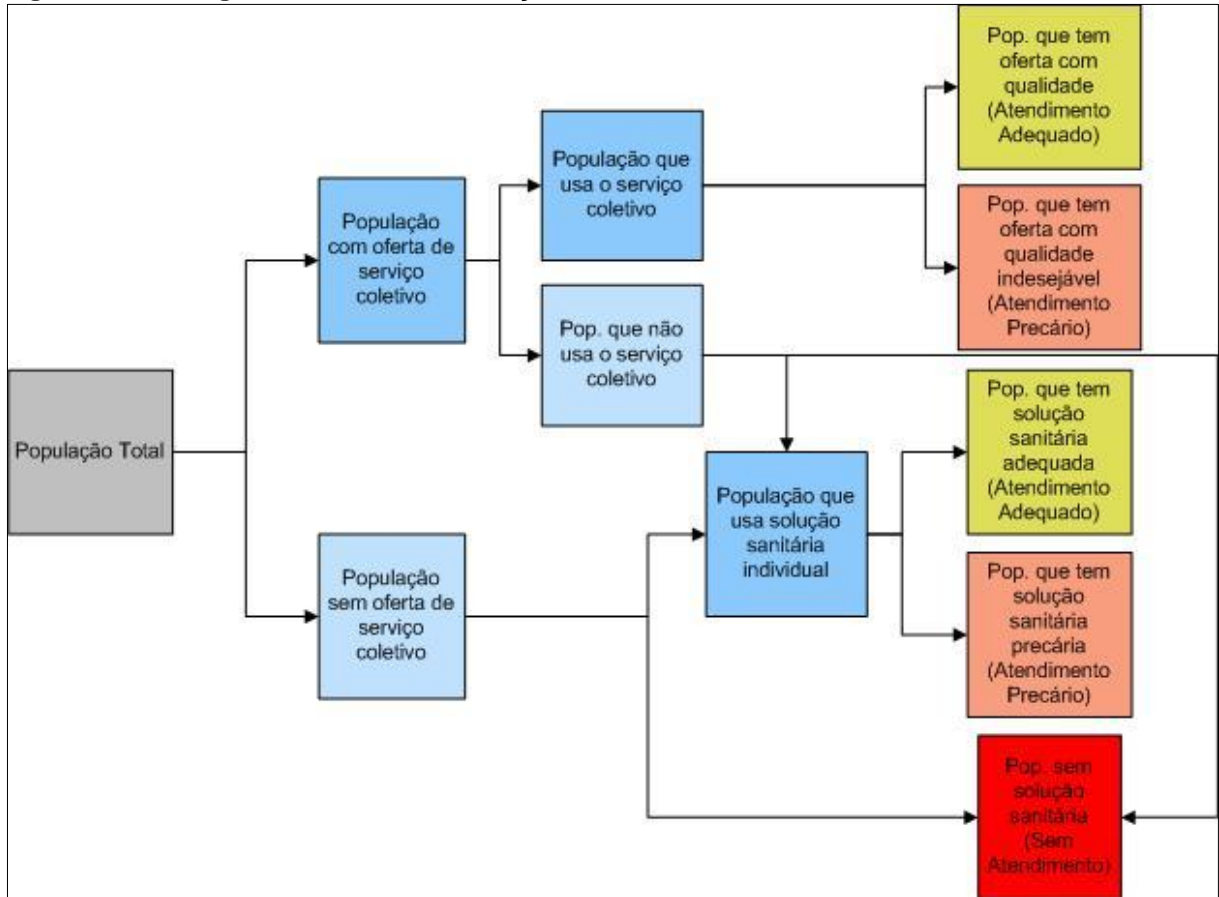 Pop. que tem
oferta com
qualidade
(Atendimento
Adequado)
População que
usa o serviço
coletivo
Pop. que tem
oferta com
qualidade
indesejável
(Atendimento
Precário)
População
com oferta de
serviço
coletivo
Pop. que não
usa o serviço
coletivo
População Total
Pop. que tem
solução
sanitária
adequada
(Atendimento
Adequado)
População que
usa solução
sanitária
individual
População
sem oferta de
serviço
coletivo
Pop. que tem
solução
sanitária
precária
(Atendimento
Precário)
Pop. sem
solução
sanitária
(Sem
Atendimento)